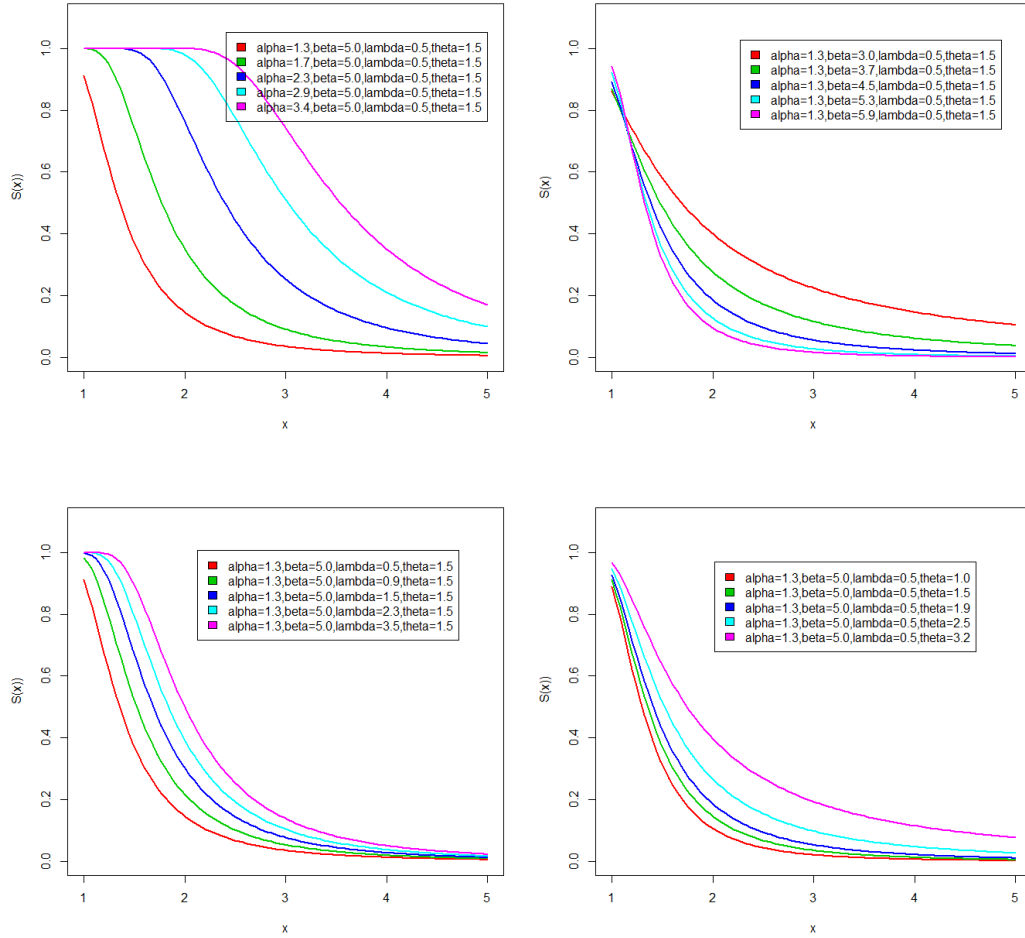 alpha=1.3,beta=5.0,lambda=0.5,theta=1.5
alpha=1.7,beta=5.0,lambda=0.5,theta=1.5
alpha=2.3,beta=5.0,lambda=0.5,theta=1.5
alpha=2.9,beta=5.0,lambda=0.5,theta=1.5
alpha=3.4,beta=5.0,lambda=0.5,theta=1.5
S(x))
1.0
0.8
0.6
0.4
0.2
0.0
1 2 3 4 5
x
alpha=1.3,beta=3.0,lambda=0.5,theta=1.5
alpha=1.3,beta=3.7,lambda=0.5,theta=1.5
alpha=1.3,beta=4.5,lambda=0.5,theta=1.5
alpha=1.3,beta=5.3,lambda=0.5,theta=1.5
alpha=1.3,beta=5.9,lambda=0.5,theta=1.5
S(x)
1.0
0.8
0.6
0.4
0.2
0.0
1 2 3 4 5
x
alpha=1.3,beta=5.0,lambda=0.5,theta=1.5
alpha=1.3,beta=5.0,lambda=0.9,theta=1.5
alpha=1.3,beta=5.0,lambda=1.5,theta=1.5
alpha=1.3,beta=5.0,lambda=2.3,theta=1.5
alpha=1.3,beta=5.0,lambda=3.5,theta=1.5
S(x))
1.0
0.8
0.6
0.4
0.2
0.0
1 2 3 4 5
x
alpha=1.3,beta=5.0,lambda=0.5,theta=1.0
alpha=1.3,beta=5.0,lambda=0.5,theta=1.5
alpha=1.3,beta=5.0,lambda=0.5,theta=1.9
alpha=1.3,beta=5.0,lambda=0.5,theta=2.5
alpha=1.3,beta=5.0,lambda=0.5,theta=3.2
S(x))
1.0
0.8
0.6
0.4
0.2
0.0
1 2 3 4 5
x